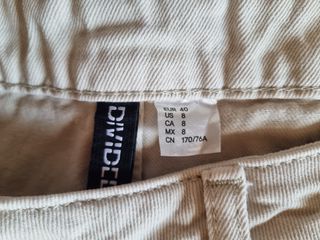 DIVIDE
EUR 40
US 8
CA 8
MX 8
CN 170/76A